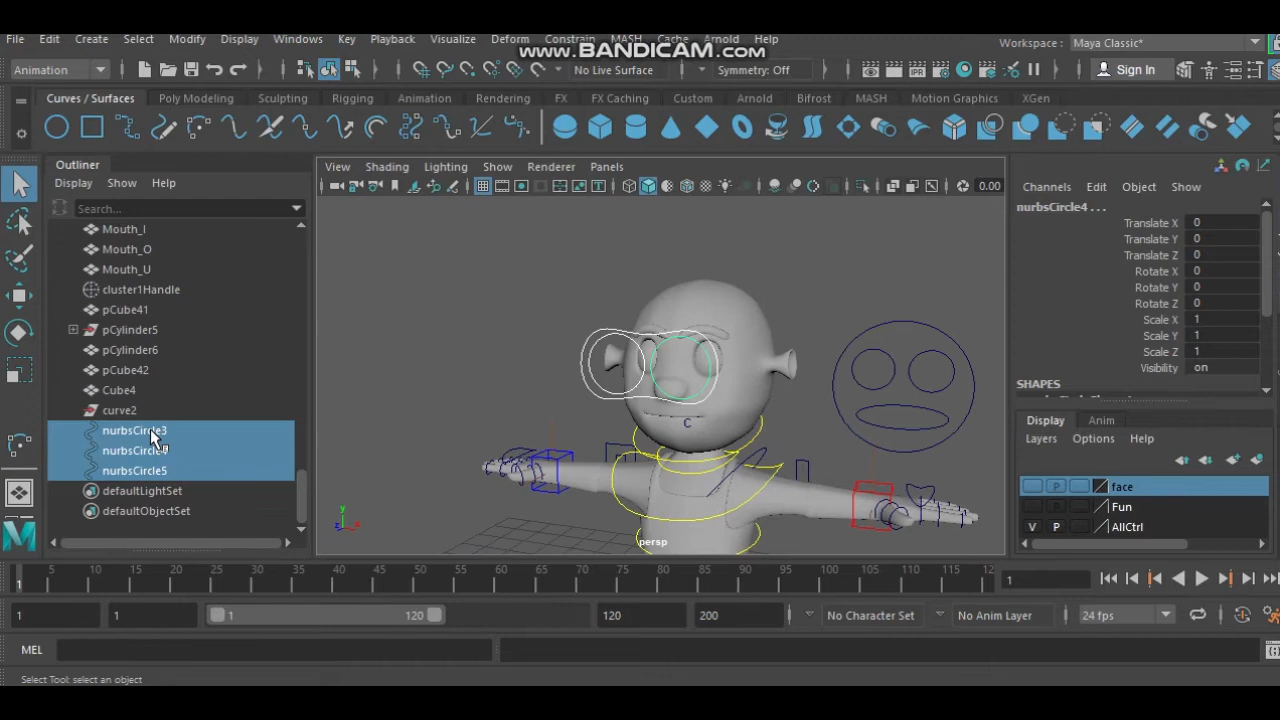 File Edit Create Select Modify Display Windows Key Playback Visualize Deform Constrain MASH Cache Arnold Help Workspace : Maya Classic*
www.BANDICAM.com
Animation No Live Surface Symmetry: Off Sign In
Curves / Surfaces Poly Modeling Sculpting Rigging Animation Rendering FX FX Caching Custom Arnold Bifrost MASH Motion Graphics XGen
Outliner
Display Show Help
Search...
Mouth_I
Mouth_O
Mouth_U
cluster1Handle
pCube41
pCylinder5
pCylinder6
pCube42
Cube4
curve2
nurbsCircle3
nurbsCircle
nurbsCircle5
defaultLightSet
defaultObjectSet
View Shading Lighting Show Renderer Panels
0.00
C
y
z x
persp
Channels Edit Object Show
nurbsCircle4 . . .
Translate X 0
Translate Y 0
Translate Z 0
Rotate X 0
Rotate Y 0
Rotate Z 0
Scale X 1
Scale Y 1
Scale Z 1
Visibility on
SHAPES
Display Anim
Layers Options Help
P face
Fun
V P AllCtrl
1 5 10 15 20 25 30 35 40 45 50 55 60 65 70 75 80 85 90 95 100 105 110 115 12
1 1
1 1 1 120 120 200 No Character Set No Anim Layer 24 fps
MEL
Select Tool: select an object